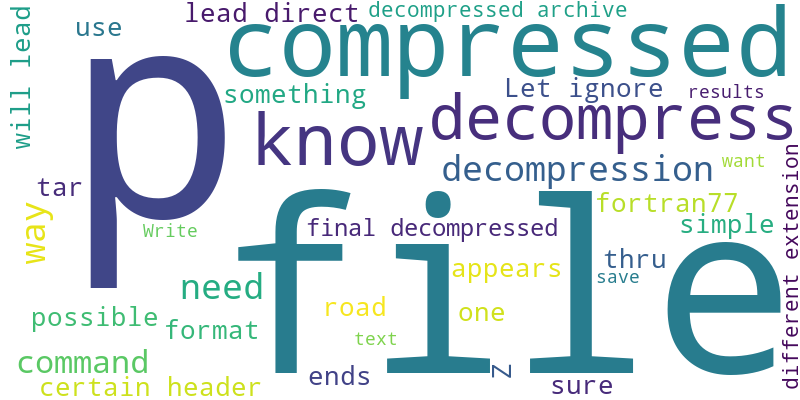 will lead
use
lead direct
decompressed archive
compressed
p
something
Let ignore
results
know
decompress
decompression
want
different extension
tar
way
Write
file
final decompressed
fortran77
simple
thru
save
appears
need
road
one
possible
format
text
command
certain header
ends
Z
sure